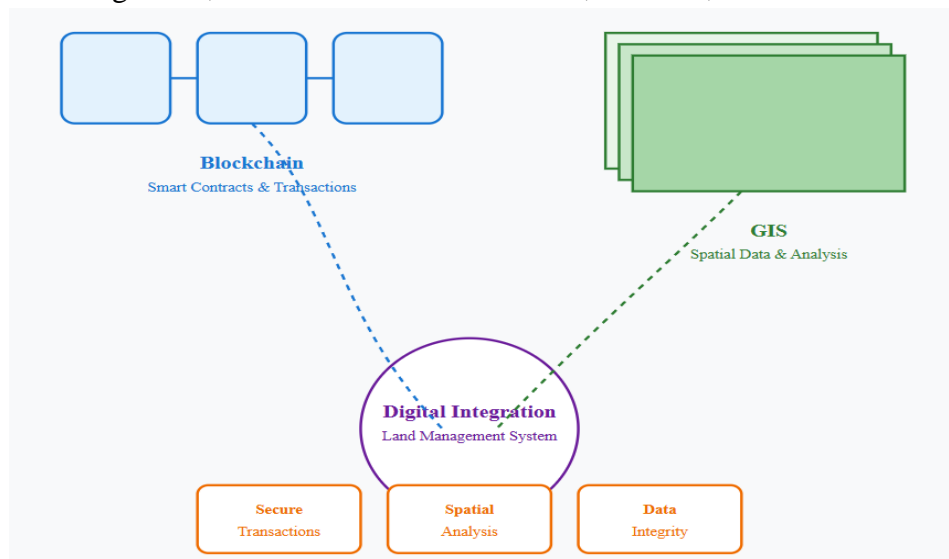 Blockchain
Smart Contracts & Transactions
GIS
Spatial Data & Analysis
Digital Integration
Land Management System
Secure
Transactions
Spatial
Analysis
Data
Integrity